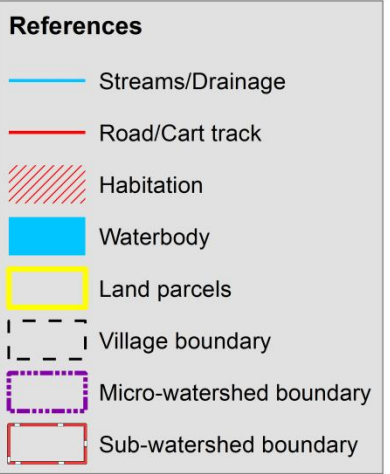 References
Streams/Drainage
Road/Cart track
Habitation
Waterbody
Land parcels
Village boundary
Micro-watershed boundary
Sub-watershed boundary